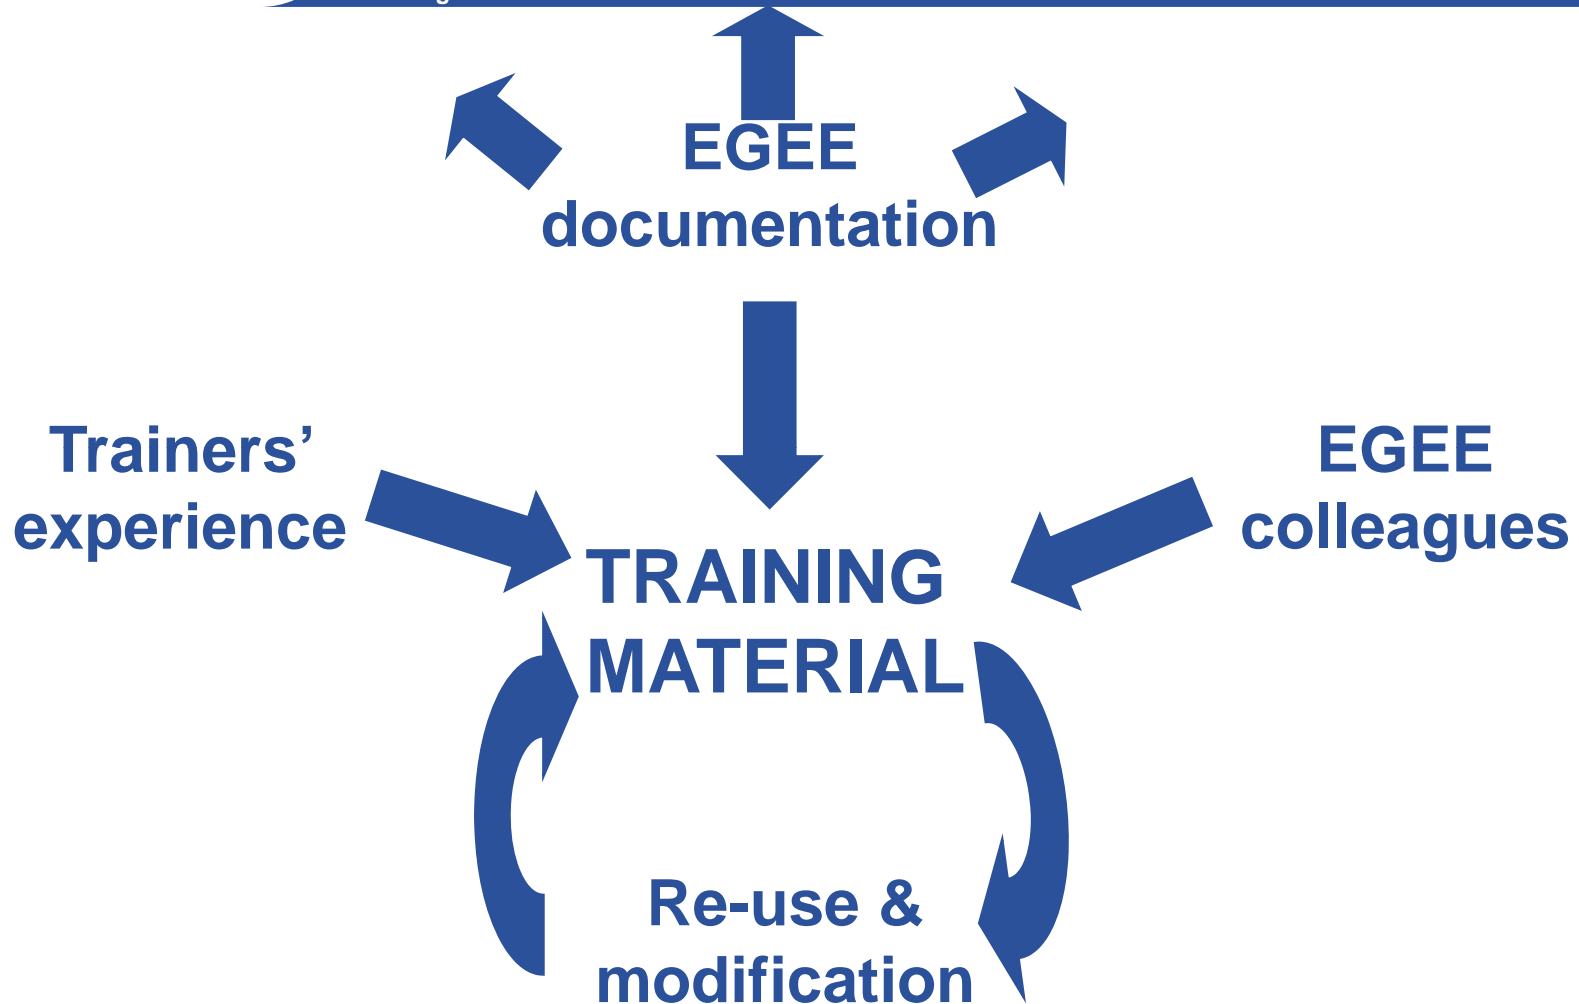 EGEE
documentation
Trainers’
experience
EGEE
colleagues
TRAINING
MATERIAL
Re-use &
modification